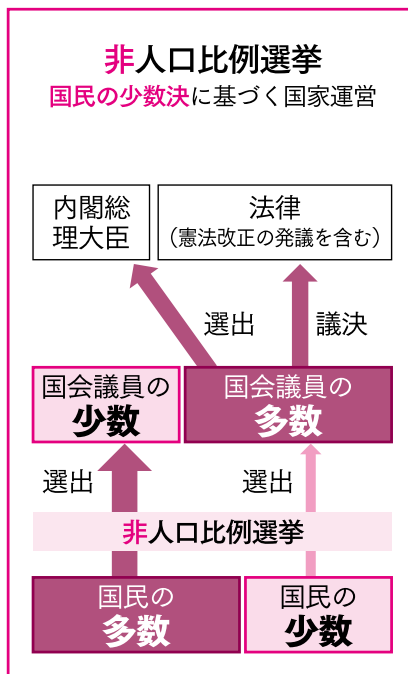 非人口比例選挙
国民の少数決に基づく国家運営
内閣総
理大臣
法律
（憲法改正の発議を含む）
選出
議決
国会議員の
少数
国会議員の
多数
選出
選出
非人口比例選挙
国民の
多数
国民の
少数